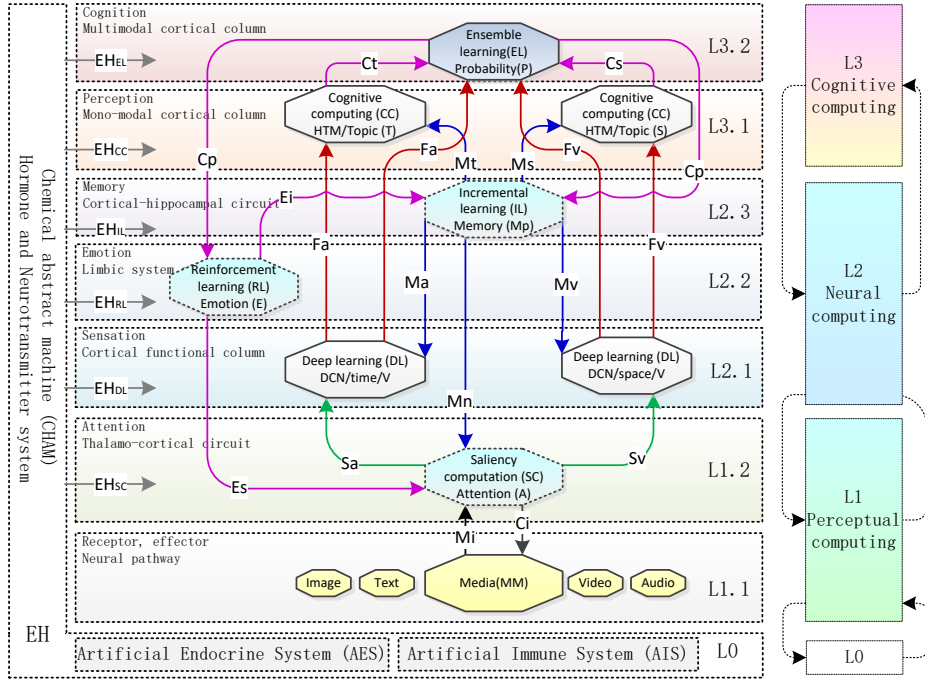 Cognition
Multimodal cortical column
EHEL
Ensemble
learning(EL)
Probability(P)
L3.2
Ct
Cs
Perception
Mono-modal cortical column
EHCC
Cognitive
computing (CC)
HTM/Topic (T)
Cognitive
computing (CC)
HTM/Topic (S)
L3.1
Cp
Fa
Mt
Ms
Fv
Cp
Memory
Cortical-hippocampal circuit
EHIL
Ei
Incremental
learning (IL)
Memory (Mp)
L2.3
Emotion
Limbic system
EHRL
Reinforcement
learning (RL)
Emotion (E)
Fa
Ma
Mv
Fv
L2.2
Sensation
Cortical functional column
EHDL
Deep learning (DL)
DCN/time/V
Deep learning (DL)
DCN/space/V
L2.1
Mn
Attention
Thalamo-cortical circuit
EHSC
Es
Sa
Saliency
computation (SC)
Attention (A)
Sv
L1.2
Mi
Ci
Receptor, effector
Neural pathway
Image
Text
Media(MM)
Video
Audio
L1.1
Chemical abstract machine (CHAM)
Hormone and Neurotransmitter system
EH
Artificial Endocrine System (AES)
Artificial Immune System (AIS)
L0
L3
Cognitive
computing
L2
Neural
computing
L1
Perceptual
computing
L0